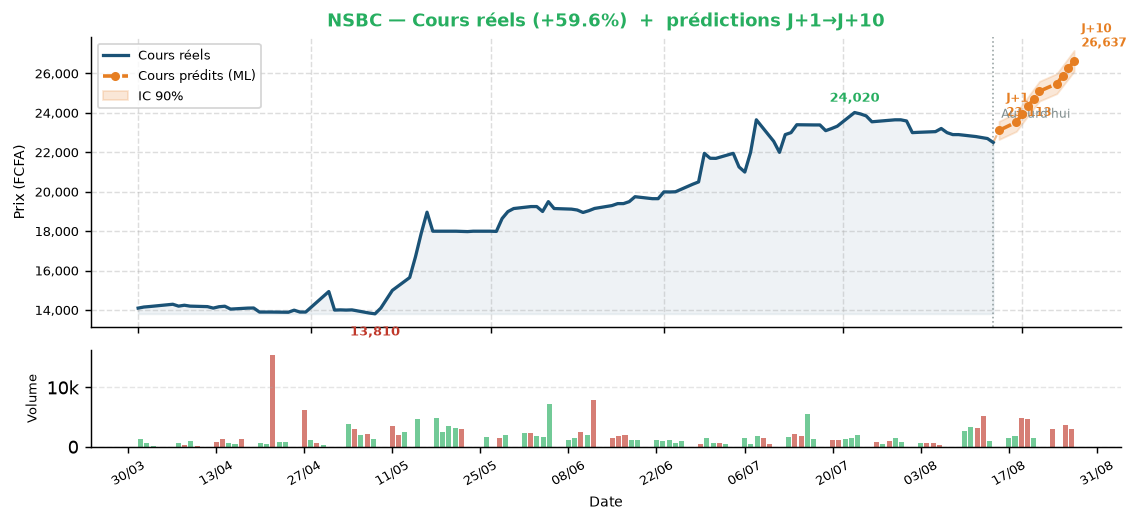 NSBC — Cours réels (+59.6%)  +  prédictions J+1→J+10
Cours réels
Cours prédits (ML)
IC 90%
J+10
26,637
24,020
J+1
Aujourd'hui
13,810
Prix (FCFA)
26,000
24,000
22,000
20,000
18,000
16,000
14,000
Volume
10k
0
30/03
13/04
27/04
11/05
25/05
08/06
22/06
06/07
20/07
03/08
17/08
31/08
Date